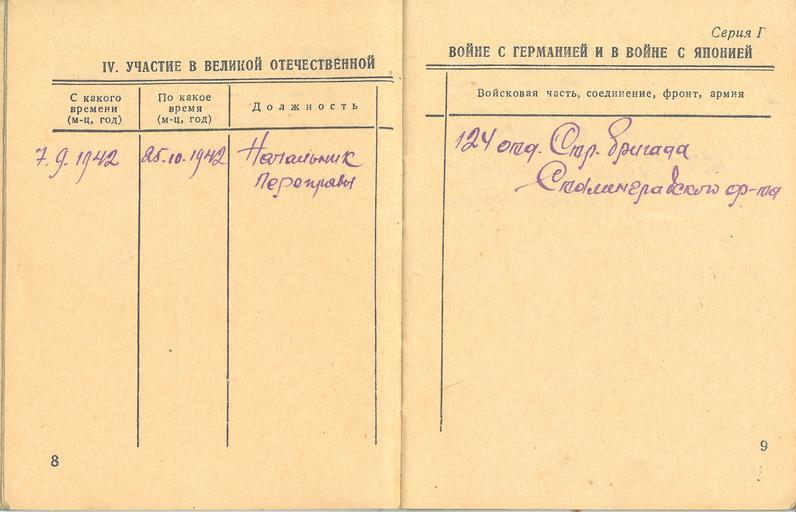 IV. УЧАСТИЕ В ВЕЛИКОЙ ОТЕЧЕСТВЕННОЙ
С какого
времени
(м-ц, год)
По какое
время
(м-ц, год)
Должность
7.9.1942
25.10.1942
Начальник
переправы
8
Серия Г
ВОЙНЕ С ГЕРМАНИЕЙ И В ВОЙНЕ С ЯПОНИЕЙ
Войсковая часть, соединение, фронт, армия
124 отд. Стр. бригада
Сталинградского фр-та
9